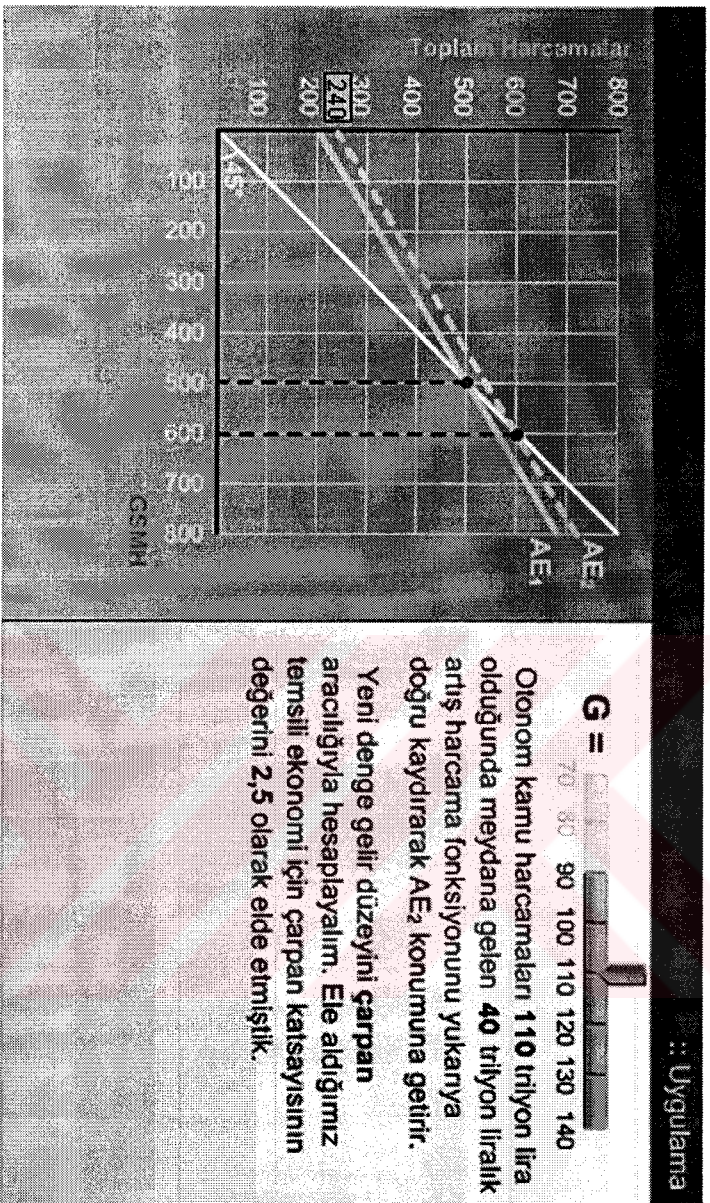 :: Uygulama
G =
70 80 90 100 110 120 130 140
Otonom kamu harcamaları 110 trilyon lira
olduğunda meydana gelen 40 trilyon liralık
artış harcama fonksiyonunu yukarıya
doğru kaydırarak AE₂ konumuna getirir.
Yeni denge gelir düzeyini çarpan
aracılığıyla hesaplayalım. Ele aldığımız
temsili ekonomi için çarpan katsayısının
değerini 2,5 olarak elde etmiştik.
Toplam Harcamalar
800
700
600
500
400
300
240
200
100
45°
AE₂
AE₁
100 200 300 400 500 600 700 800
GSMH